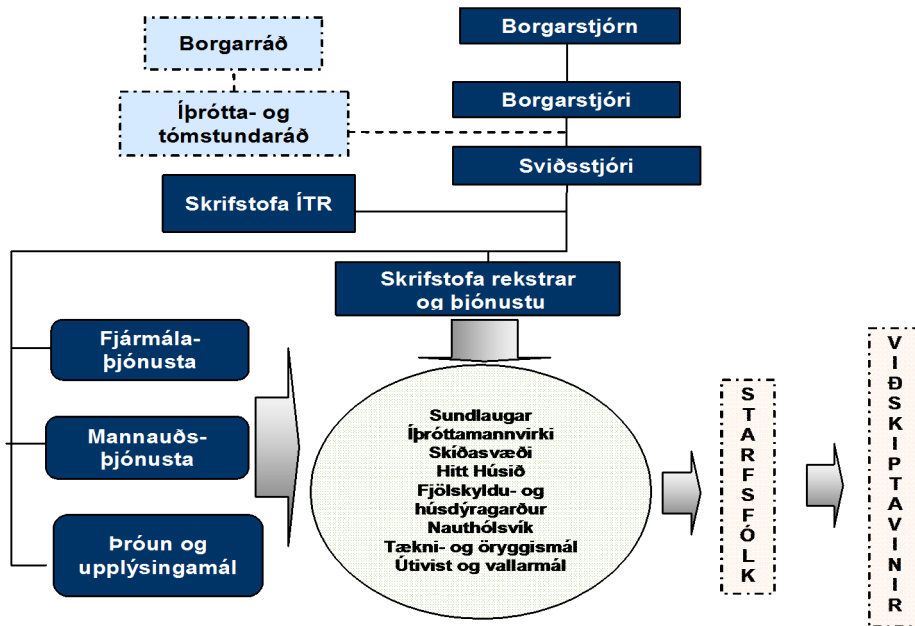 Borgarstjórn
Borgarráð
Borgarstjóri
Íþrótta- og
tómstundaráð
Sviðsstjóri
Skrifstofa ÍTR
Skrifstofa rekstrar
og þjónustu
Fjármála-
þjónusta
Mannauðs-
þjónusta
Þróun og
upplýsingamál
Sundlaugar
Íþróttamannvirki
Skíðasvæði
Hitt Húsið
Fjölskyldu- og
húsdýragarður
Nauthólsvík
Tækni- og öryggismál
Útivist og vallarmál
STARFSFÓLK
VIÐSKIPTAVINIR